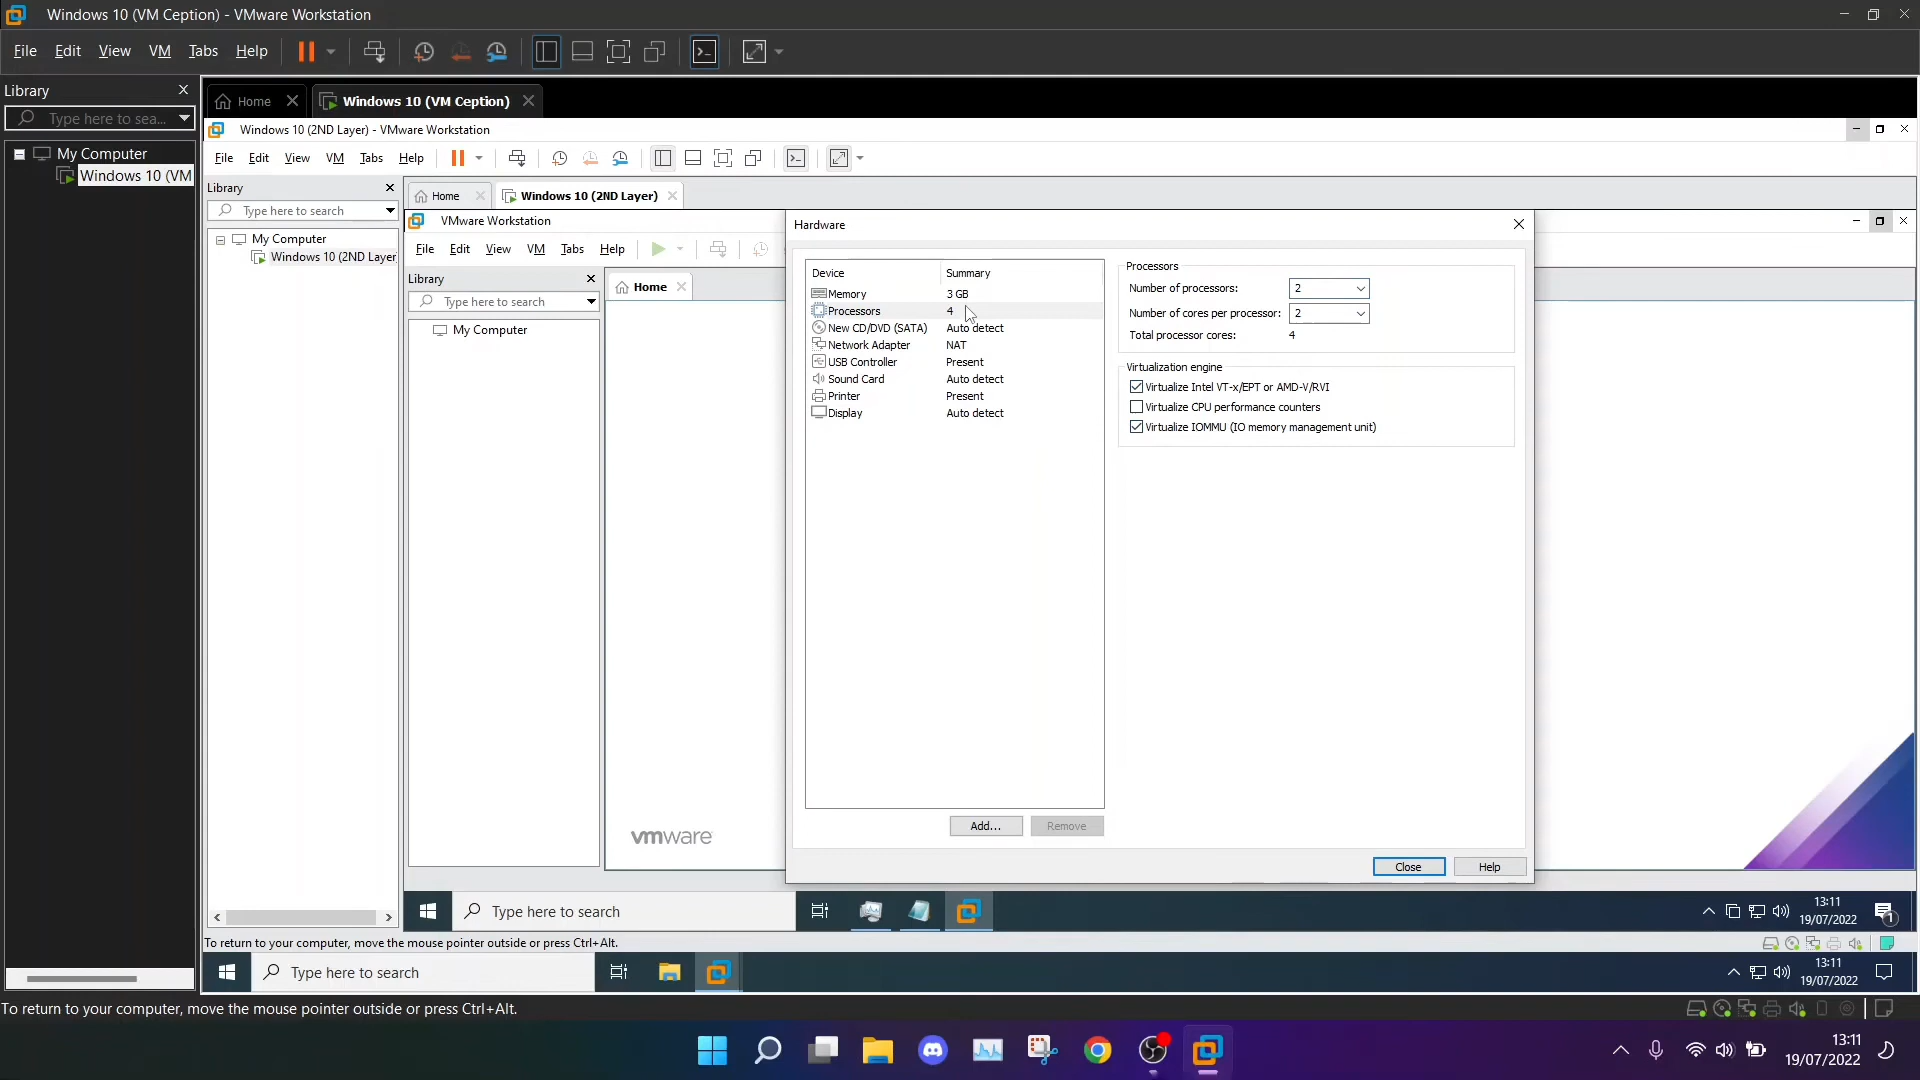 Windows 10 (VM Ception) - VMware Workstation
File Edit View VM Tabs Help
Library
Type here to sea...
My Computer
Windows 10 (VM
Home
Windows 10 (VM Ception)
Windows 10 (2ND Layer) - VMware Workstation
File Edit View VM Tabs Help
Library
Type here to search
My Computer
Windows 10 (2ND Layer
Home
Windows 10 (2ND Layer)
VMware Workstation
File Edit View VM Tabs Help
Library
Type here to search
My Computer
Home
vmware
Hardware
Device Summary
Memory 3 GB
Processors 4
New CD/DVD (SATA) Auto detect
Network Adapter NAT
USB Controller Present
Sound Card Auto detect
Printer Present
Display Auto detect
Add... Remove
Processors
Number of processors: 2
Number of cores per processor: 2
Total processor cores: 4
Virtualization engine
Virtualize Intel VT-x/EPT or AMD-V/RVI
Virtualize CPU performance counters
Virtualize IOMMU (IO memory management unit)
Close Help
Type here to search
13:11
19/07/2022
1
To return to your computer, move the mouse pointer outside or press Ctrl+Alt.
Type here to search
13:11
19/07/2022
To return to your computer, move the mouse pointer outside or press Ctrl+Alt.
13:11
19/07/2022